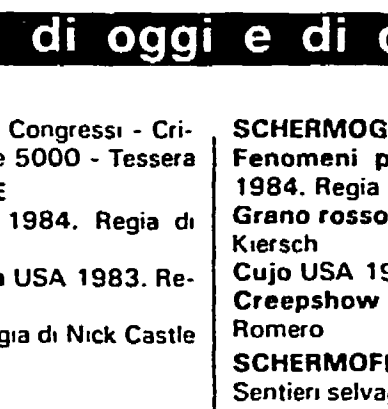 di oggi e di
Congressi - Cri-
e 5000 - Tessera
E
1984. Regia di
USA 1983. Re-
gia di Nick Castle
SCHERMOG
Fenomeni p
1984. Regia
Grano rosso
Kiersch
Cujo USA 19
Creepshow
Romero
SCHERMOF
Sentieri selva